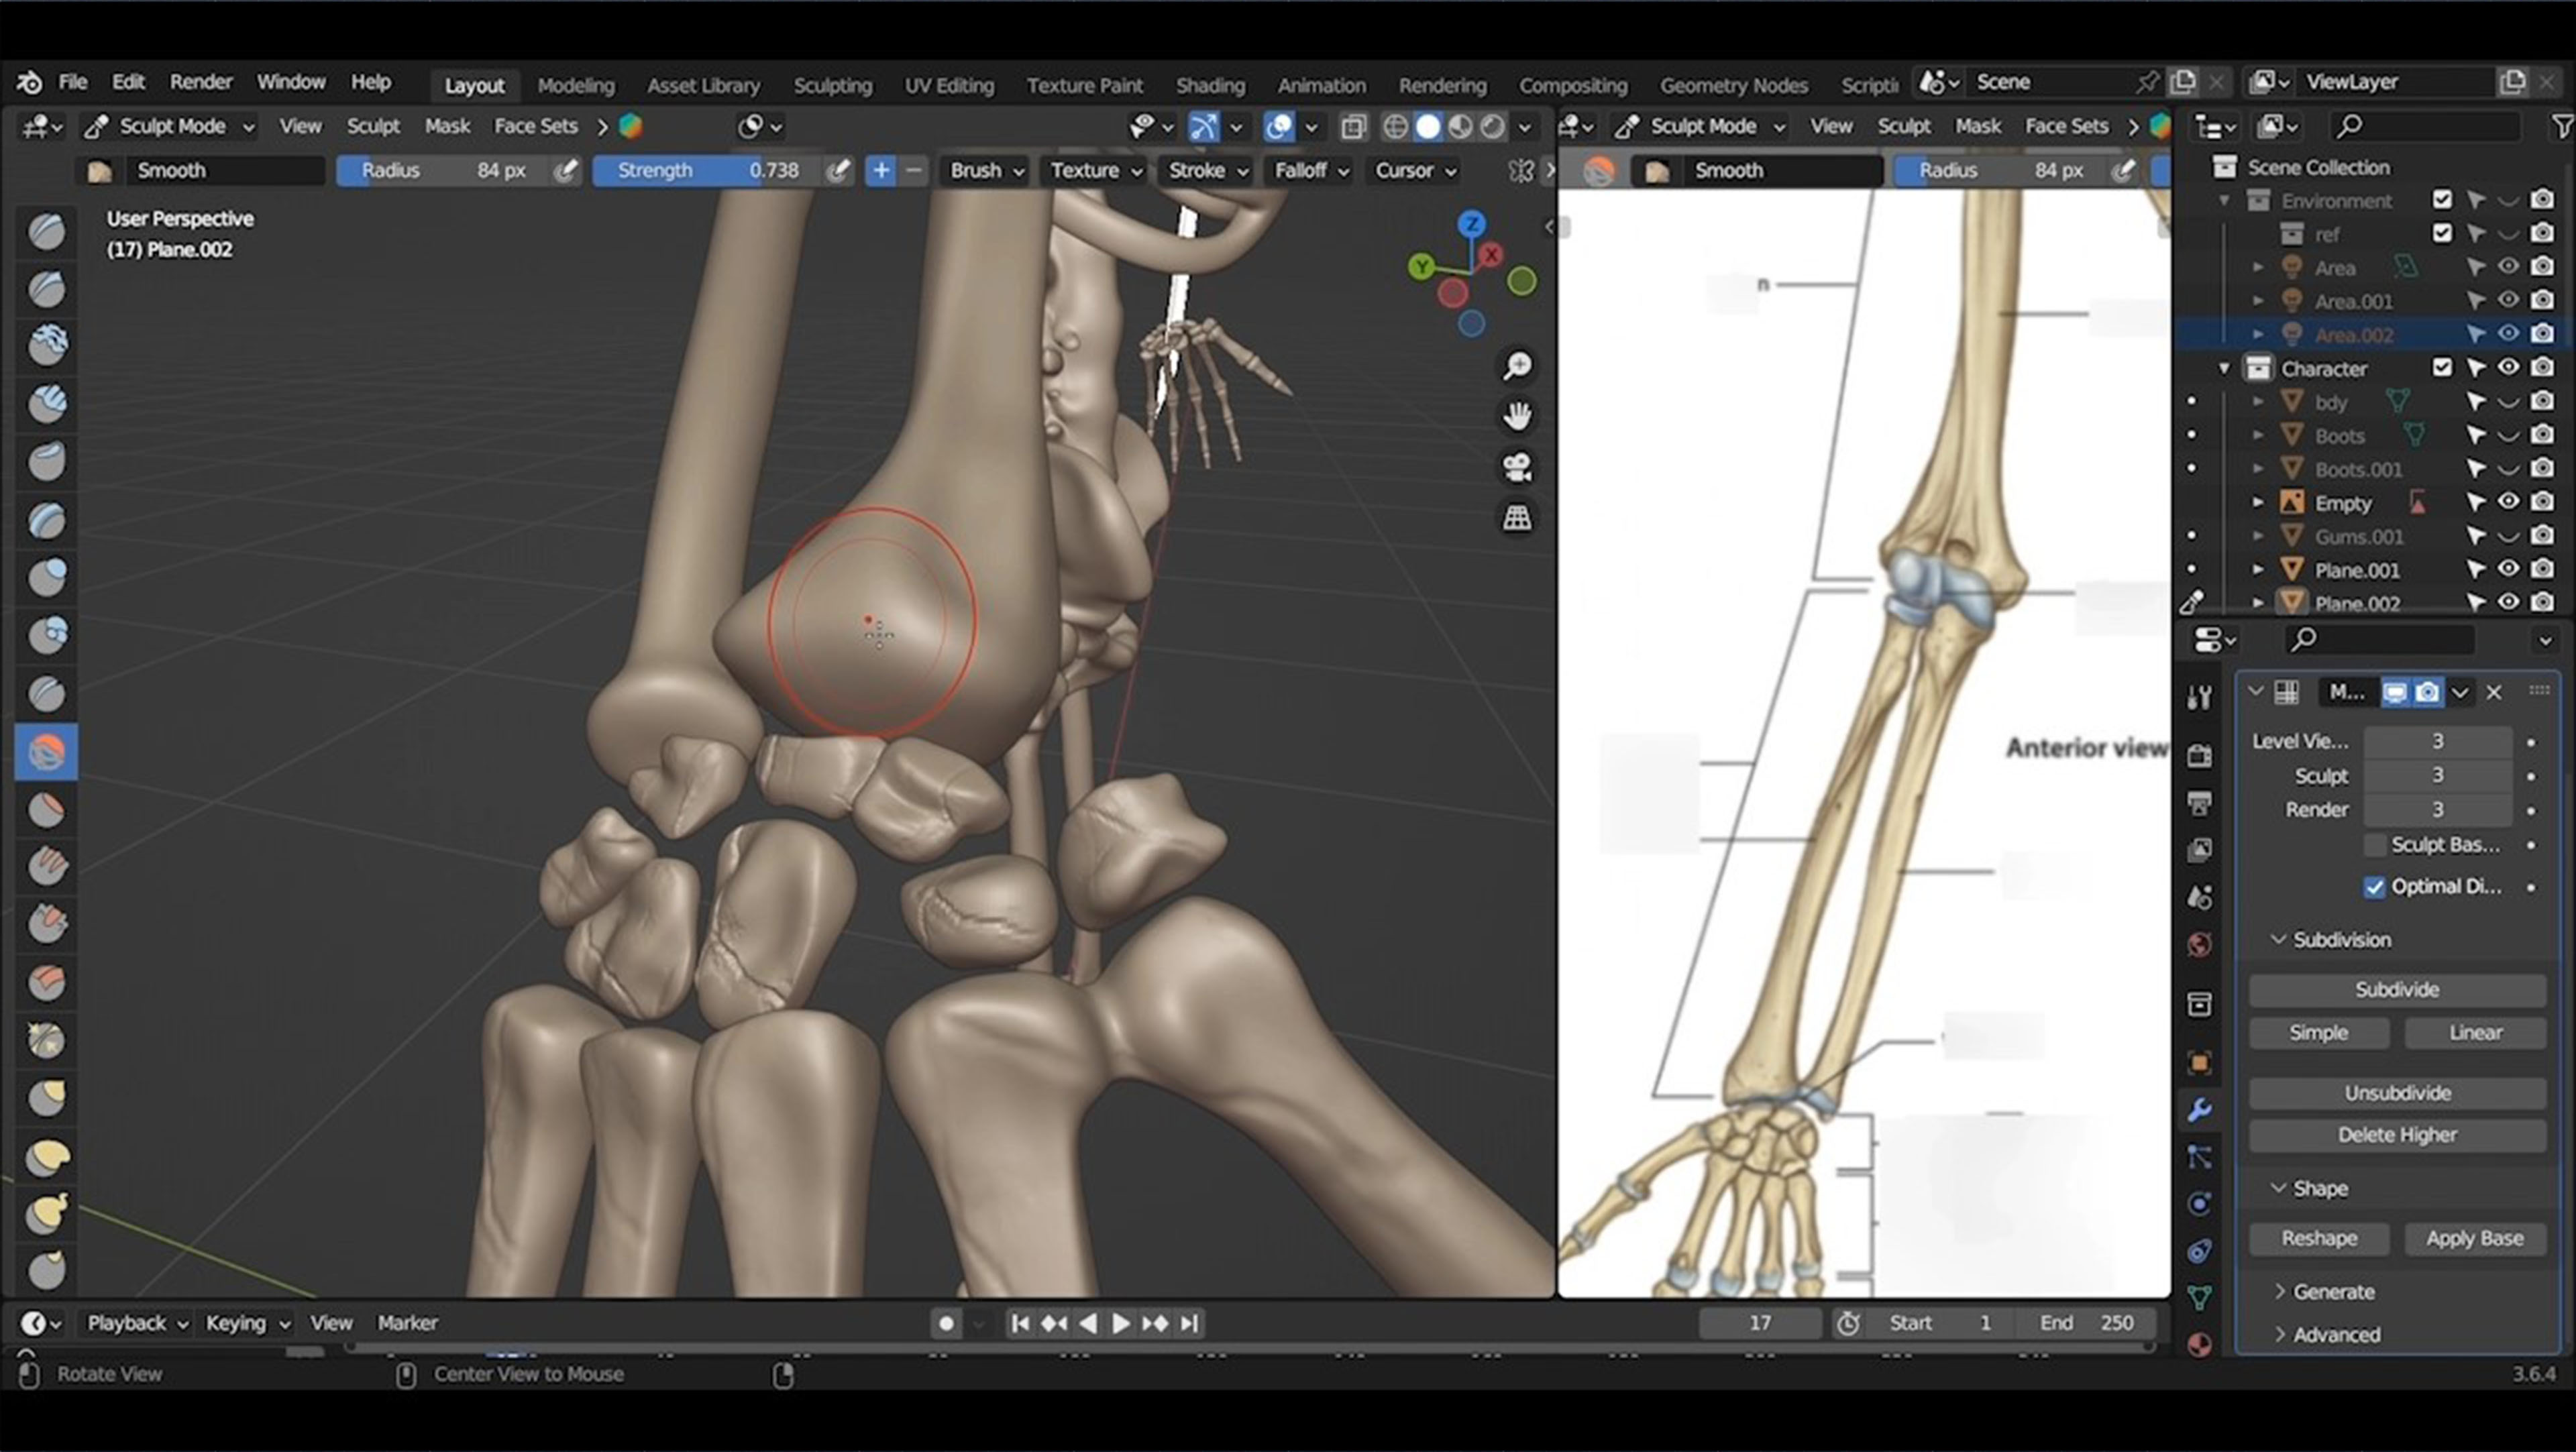 File Edit Render Window Help Layout Modeling Asset Library Sculpting UV Editing Texture Paint Shading Animation Rendering Compositing Geometry Nodes Scripti Scene ViewLayer
Sculpt Mode View Sculpt Mask Face Sets
Sculpt Mode View Sculpt Mask Face Sets
Smooth Radius 84 px Strength 0.738 + − Brush Texture Stroke Falloff Cursor
Smooth Radius 84 px
User Perspective
(17) Plane.002
Z
X
Y
n
Anterior view
Scene Collection
Environment
ref
Area
Area.001
Area.002
Character
bdy
Boots
Boots.001
Empty
Gums.001
Plane.001
Plane.002
M...
Level Vie... 3
Sculpt 3
Render 3
Sculpt Bas...
Optimal Di...
Subdivision
Subdivide
Simple Linear
Unsubdivide
Delete Higher
Shape
Reshape Apply Base
Generate
Advanced
Playback Keying View Marker 17 Start 1 End 250
Rotate View Center View to Mouse 3.6.4